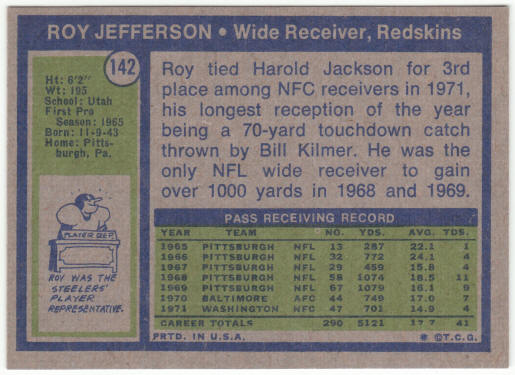 ROY JEFFERSON • Wide Receiver, Redskins
142
Ht: 6'2"
Wt: 195
School: Utah
First Pro
Season: 1965
Born: 11-9-43
Home: Pitts-
burgh, Pa.
PLAYER REP.
ROY WAS THE
STEELERS'
PLAYER
REPRESENTATIVE.
Roy tied Harold Jackson for 3rd
place among NFC receivers in 1971,
his longest reception of the year
being a 70-yard touchdown catch
thrown by Bill Kilmer. He was the
only NFL wide receiver to gain
over 1000 yards in 1968 and 1969.
PASS RECEIVING RECORD
YEAR TEAM NO. YDS. AVG. TDS.
1965 PITTSBURGH NFL 13 287 22.1 1
1966 PITTSBURGH NFL 32 772 24.1 4
1967 PITTSBURGH NFL 29 459 15.8 4
1968 PITTSBURGH NFL 58 1074 18.5 11
1969 PITTSBURGH NFL 67 1079 16.1 9
1970 BALTIMORE AFC 44 749 17.0 7
1971 WASHINGTON NFC 47 701 14.9 4
CAREER TOTALS 290 5121 17.7 41
PRTD. IN U.S.A. * © T.C.G.